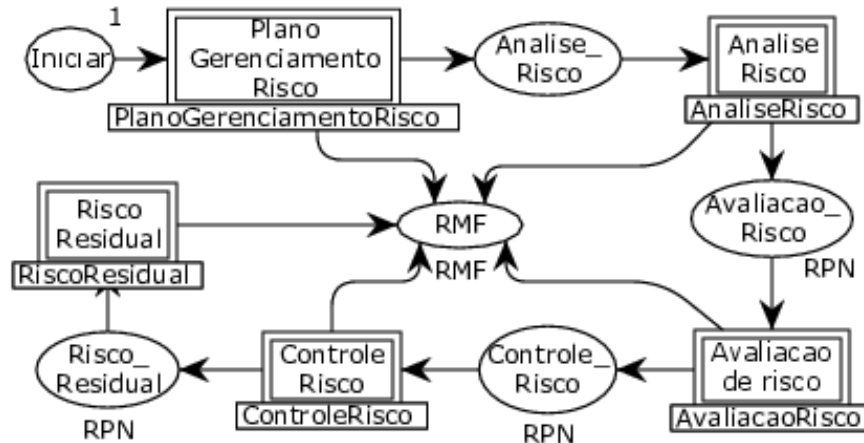 1
Iniciar
Plano
Gerenciamento
Risco
PlanoGerenciamentoRisco
Analise_
Risco
Analise
Risco
AnaliseRisco
Avaliacao_
Risco
RPN
Avaliacao
de risco
AvaliacaoRisco
Controle_
Risco
RPN
Controle
Risco
ControleRisco
Risco_
Residual
RPN
Risco
Residual
RiscoResidual
RMF
RMF